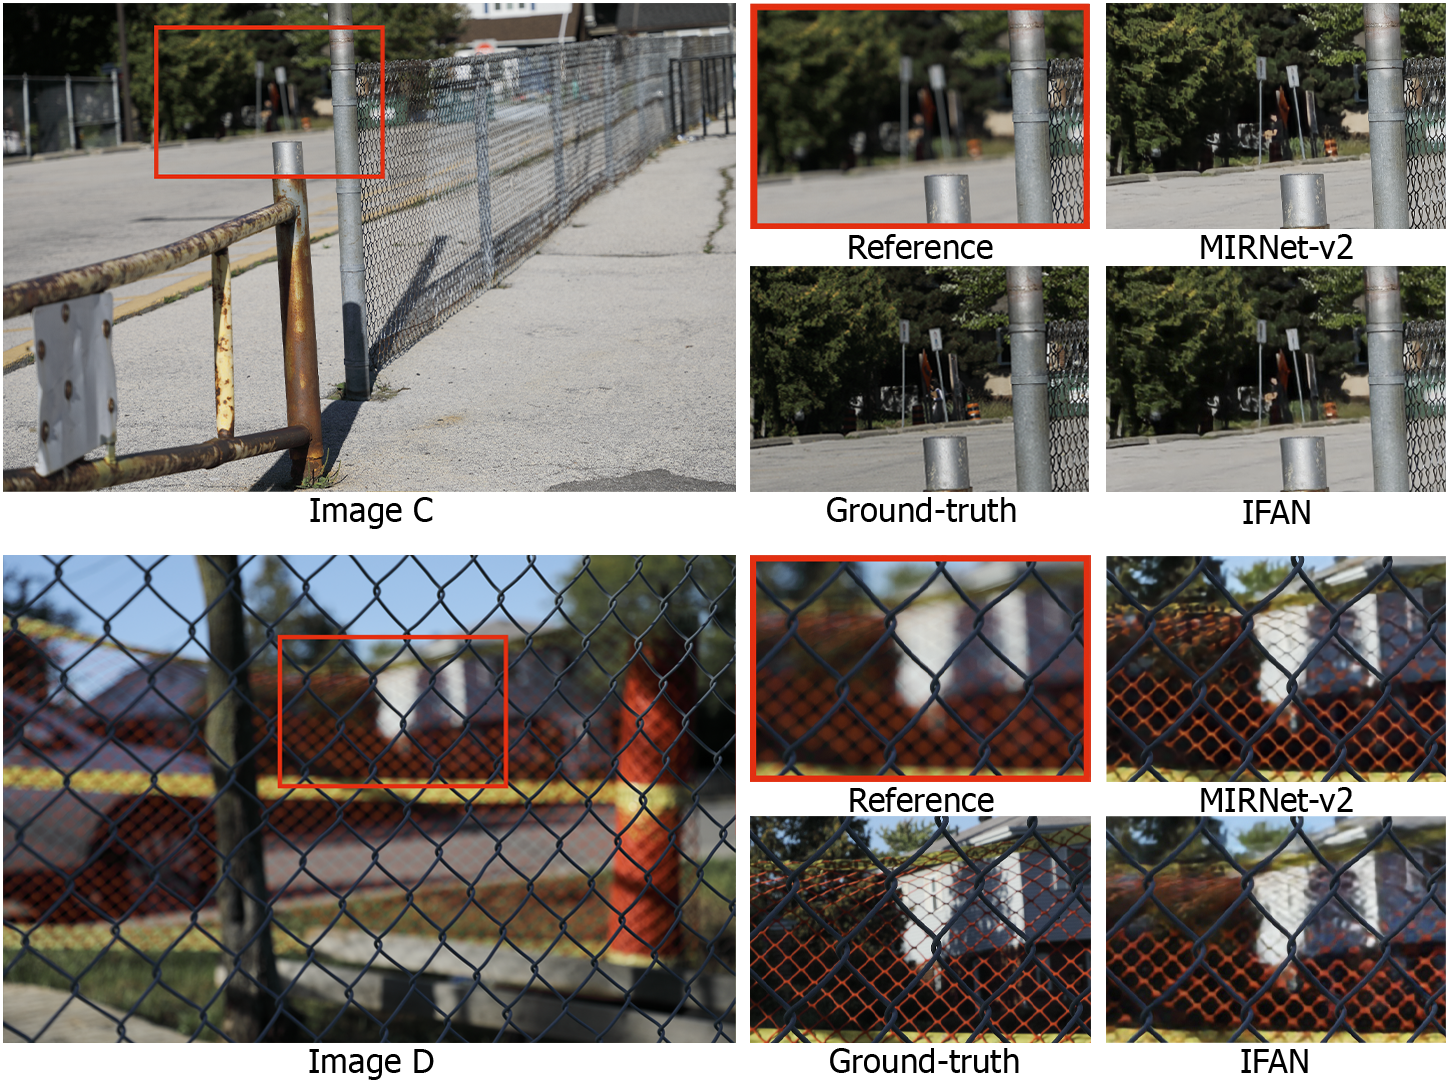 Reference
MIRNet-v2
Image C
Ground-truth
IFAN
Reference
MIRNet-v2
Image D
Ground-truth
IFAN